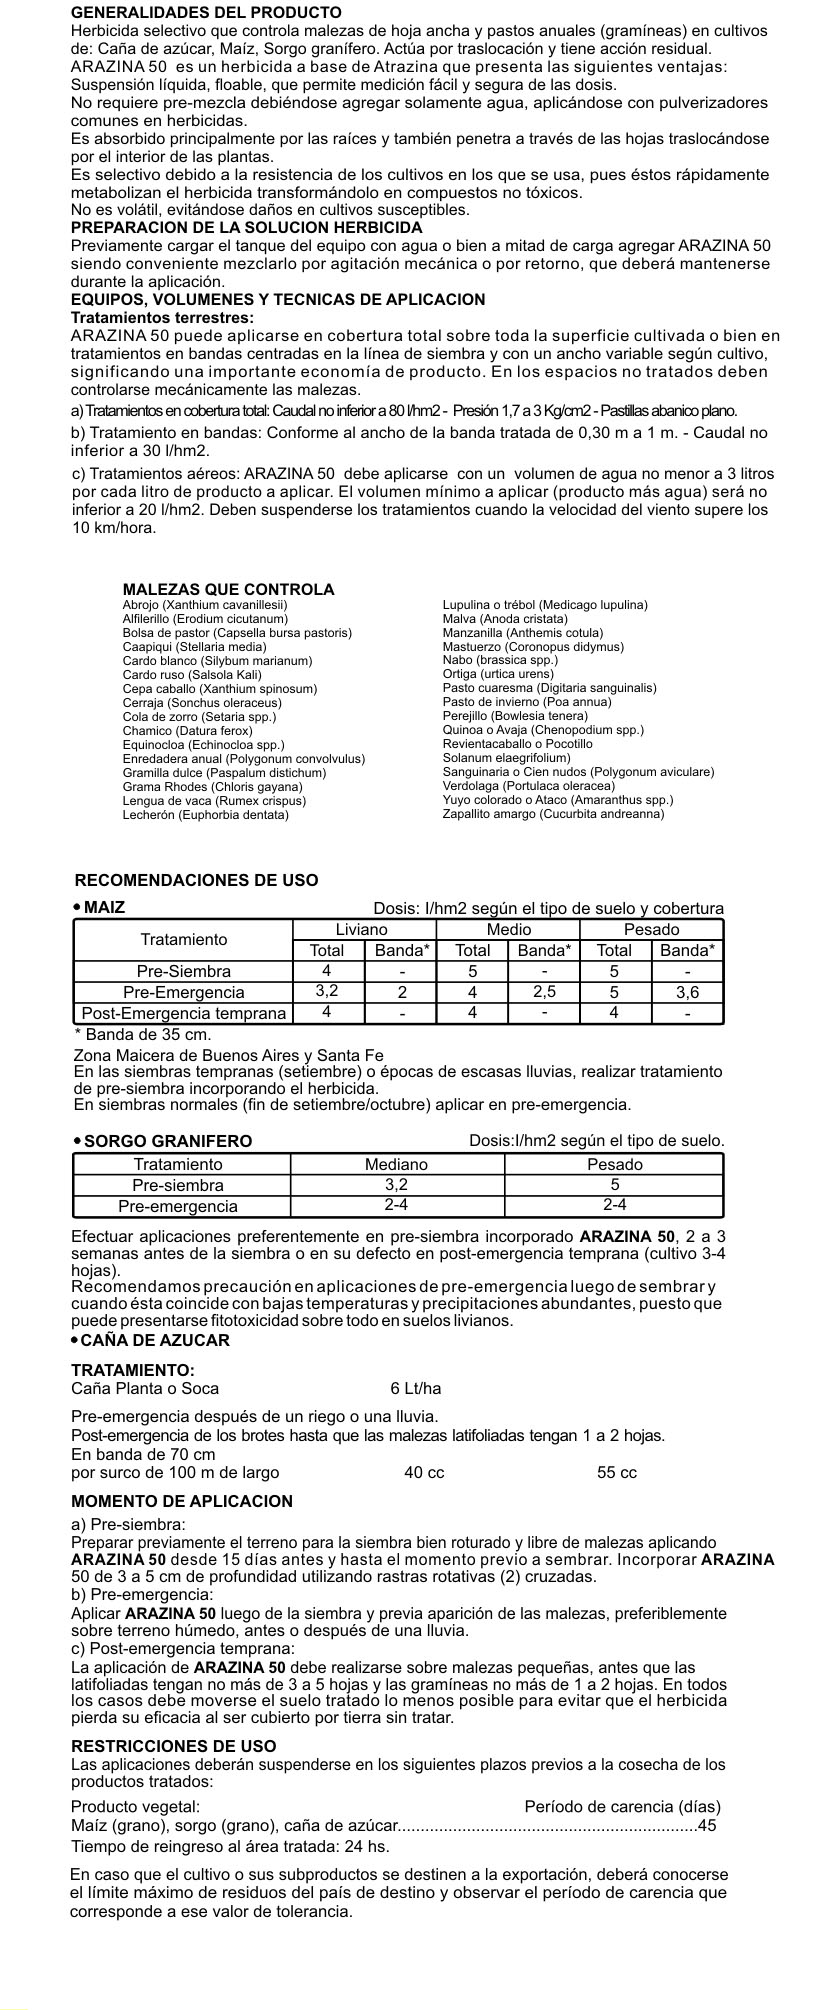 GENERALIDADES DEL PRODUCTO
Herbicida selectivo que controla malezas de hoja ancha y pastos anuales (gramíneas) en cultivos
de: Caña de azúcar, Maíz, Sorgo granífero. Actúa por traslocación y tiene acción residual.
ARAZINA 50 es un herbicida a base de Atrazina que presenta las siguientes ventajas:
Suspensión líquida, floable, que permite medición fácil y segura de las dosis.
No requiere pre-mezcla debiéndose agregar solamente agua, aplicándose con pulverizadores
comunes en herbicidas.
Es absorbido principalmente por las raíces y también penetra a través de las hojas traslocándose
por el interior de las plantas.
Es selectivo debido a la resistencia de los cultivos en los que se usa, pues éstos rápidamente
metabolizan el herbicida transformándolo en compuestos no tóxicos.
No es volátil, evitándose daños en cultivos susceptibles.
PREPARACION DE LA SOLUCION HERBICIDA
Previamente cargar el tanque del equipo con agua o bien a mitad de carga agregar ARAZINA 50
siendo conveniente mezclarlo por agitación mecánica o por retorno, que deberá mantenerse
durante la aplicación.
EQUIPOS, VOLUMENES Y TECNICAS DE APLICACION
Tratamientos terrestres:
ARAZINA 50 puede aplicarse en cobertura total sobre toda la superficie cultivada o bien en
tratamientos en bandas centradas en la línea de siembra y con un ancho variable según cultivo,
significando una importante economía de producto. En los espacios no tratados deben
controlarse mecánicamente las malezas.
a) Tratamientos en cobertura total: Caudal no inferior a 80 l/hm2 - Presión 1,7 a 3 Kg/cm2 - Pastillas abanico plano.
b) Tratamiento en bandas: Conforme al ancho de la banda tratada de 0,30 m a 1 m. - Caudal no
inferior a 30 l/hm2.
c) Tratamientos aéreos: ARAZINA 50 debe aplicarse con un volumen de agua no menor a 3 litros
por cada litro de producto a aplicar. El volumen mínimo a aplicar (producto más agua) será no
inferior a 20 l/hm2. Deben suspenderse los tratamientos cuando la velocidad del viento supere los
10 km/hora.
MALEZAS QUE CONTROLA
Abrojo (Xanthium cavanillesii)
Alfilerillo (Erodium cicutanum)
Bolsa de pastor (Capsella bursa pastoris)
Caapiqui (Stellaria media)
Cardo blanco (Silybum marianum)
Cardo ruso (Salsola Kali)
Cepa caballo (Xanthium spinosum)
Cerraja (Sonchus oleraceus)
Cola de zorro (Setaria spp.)
Chamico (Datura ferox)
Equinocloa (Echinocloa spp.)
Enredadera anual (Polygonum convolvulus)
Gramilla dulce (Paspalum distichum)
Grama Rhodes (Chloris gayana)
Lengua de vaca (Rumex crispus)
Lecherón (Euphorbia dentata)
Lupulina o trébol (Medicago lupulina)
Malva (Anoda cristata)
Manzanilla (Anthemis cotula)
Mastuerzo (Coronopus didymus)
Nabo (brassica spp.)
Ortiga (urtica urens)
Pasto cuaresma (Digitaria sanguinalis)
Pasto de invierno (Poa annua)
Perejillo (Bowlesia tenera)
Quinoa o Avaja (Chenopodium spp.)
Revientacaballo o Pocotillo
Solanum elaegrifolium)
Sanguinaria o Cien nudos (Polygonum aviculare)
Verdolaga (Portulaca oleracea)
Yuyo colorado o Ataco (Amaranthus spp.)
Zapallito amargo (Cucurbita andreanna)
RECOMENDACIONES DE USO
• MAIZ Dosis: l/hm2 según el tipo de suelo y cobertura
Tratamiento Liviano Medio Pesado
Total Banda* Total Banda* Total Banda*
Pre-Siembra 4 - 5 - 5 -
Pre-Emergencia 3,2 2 4 2,5 5 3,6
Post-Emergencia temprana 4 - 4 - 4 -
* Banda de 35 cm.
Zona Maicera de Buenos Aires y Santa Fe
En las siembras tempranas (setiembre) o épocas de escasas lluvias, realizar tratamiento
de pre-siembra incorporando el herbicida.
En siembras normales (fin de setiembre/octubre) aplicar en pre-emergencia.
• SORGO GRANIFERO Dosis:l/hm2 según el tipo de suelo.
Tratamiento Mediano Pesado
Pre-siembra 3,2 5
Pre-emergencia 2-4 2-4
Efectuar aplicaciones preferentemente en pre-siembra incorporado ARAZINA 50, 2 a 3
semanas antes de la siembra o en su defecto en post-emergencia temprana (cultivo 3-4
hojas).
Recomendamos precaución en aplicaciones de pre-emergencia luego de sembrar y
cuando ésta coincide con bajas temperaturas y precipitaciones abundantes, puesto que
puede presentarse fitotoxicidad sobre todo en suelos livianos.
• CAÑA DE AZUCAR
TRATAMIENTO:
Caña Planta o Soca 6 Lt/ha
Pre-emergencia después de un riego o una lluvia.
Post-emergencia de los brotes hasta que las malezas latifoliadas tengan 1 a 2 hojas.
En banda de 70 cm
por surco de 100 m de largo 40 cc 55 cc
MOMENTO DE APLICACION
a) Pre-siembra:
Preparar previamente el terreno para la siembra bien roturado y libre de malezas aplicando
ARAZINA 50 desde 15 días antes y hasta el momento previo a sembrar. Incorporar ARAZINA
50 de 3 a 5 cm de profundidad utilizando rastras rotativas (2) cruzadas.
b) Pre-emergencia:
Aplicar ARAZINA 50 luego de la siembra y previa aparición de las malezas, preferiblemente
sobre terreno húmedo, antes o después de una lluvia.
c) Post-emergencia temprana:
La aplicación de ARAZINA 50 debe realizarse sobre malezas pequeñas, antes que las
latifoliadas tengan no más de 3 a 5 hojas y las gramíneas no más de 1 a 2 hojas. En todos
los casos debe moverse el suelo tratado lo menos posible para evitar que el herbicida
pierda su eficacia al ser cubierto por tierra sin tratar.
RESTRICCIONES DE USO
Las aplicaciones deberán suspenderse en los siguientes plazos previos a la cosecha de los
productos tratados:
Producto vegetal: Período de carencia (días)
Maíz (grano), sorgo (grano), caña de azúcar.................................................................45
Tiempo de reingreso al área tratada: 24 hs.
En caso que el cultivo o sus subproductos se destinen a la exportación, deberá conocerse
el límite máximo de residuos del país de destino y observar el período de carencia que
corresponde a ese valor de tolerancia.